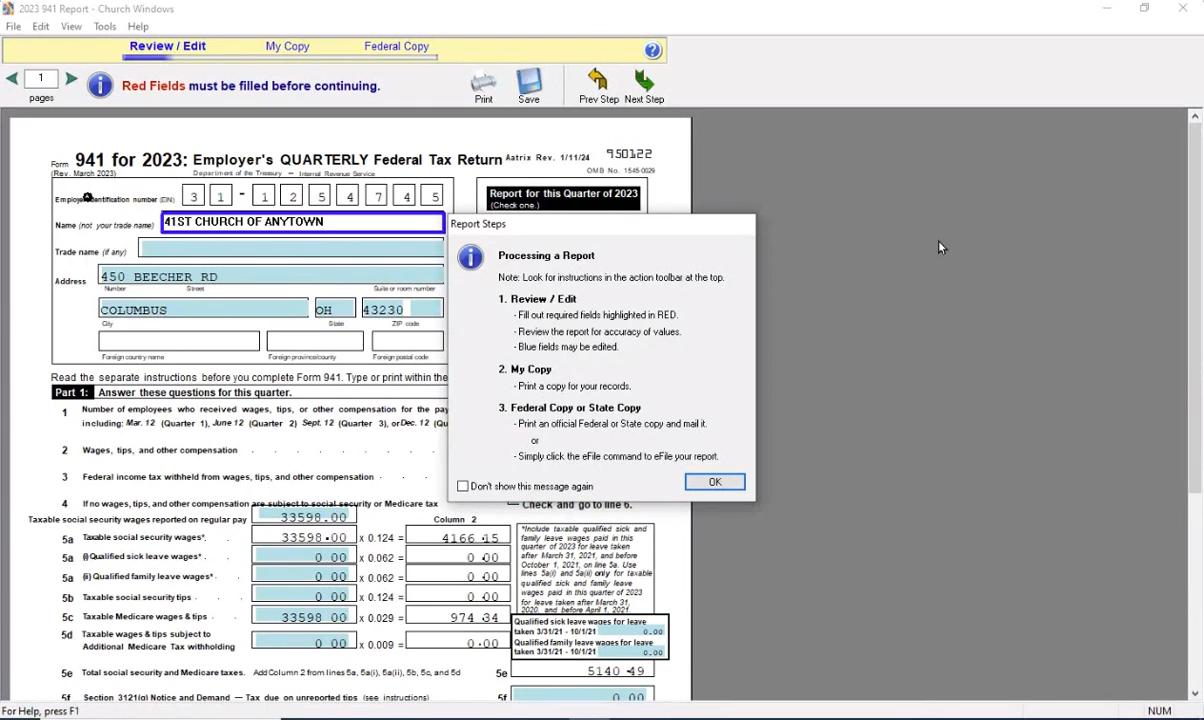 2023 941 Report - Church Windows
File Edit View Tools Help
Review / Edit My Copy Federal Copy ?
1
pages
Red Fields must be filled before continuing.
Print Save Prev Step Next Step
Form 941 for 2023: Employer's QUARTERLY Federal Tax Return Aatrix Rev. 1/11/24 950122
(Rev. March 2023) Department of the Treasury — Internal Revenue Service OMB No. 1545-0029
identification number (EIN) 3 1 - 1 2 5 4 7 4 5
Report for this Quarter of 2023
(Check one.)
Name (not your trade name) 41ST CHURCH OF ANYTOWN
Trade name (if any)
Address 450 BEECHER RD
Number Street Suite or room number
COLUMBUS OH 43230
City State ZIP code
Foreign country name Foreign province/county Foreign postal code
Read the separate instructions before you complete Form 941. Type or print within the
Part 1: Answer these questions for this quarter.
1 Number of employees who received wages, tips, or other compensation for the pa
including: Mar. 12 (Quarter 1), June 12 (Quarter 2) Sept. 12 (Quarter 3), or Dec. 12 (
2 Wages, tips, and other compensation
3 Federal income tax withheld from wages, tips, and other compensation
4 If no wages, tips, and other compensation are subject to social security or Medicare tax Check and go to line 6.
Taxable social security wages reported on regular pay 33598.00 Column 2
5a Taxable social security wages*. 33598.00 x 0.124 = 4166.15
5a (i) Qualified sick leave wages* 0 00 x 0.062 = 0.00
5a (ii) Qualified family leave wages* 0 00 x 0.062 = 0.00
5b Taxable social security tips 0 00 x 0.124 = 0.00
5c Taxable Medicare wages & tips 33598 00 x 0.029 = 974.34
5d Taxable wages & tips subject to
Additional Medicare Tax withholding 0 00 x 0.009 = 0.00
*Include taxable qualified sick and
family leave wages paid in this
quarter of 2023 for leave taken
after March 31, 2021, and before
October 1, 2021, on line 5a. Use
lines 5a(i) and 5a(ii) only for taxable
qualified sick and family leave
wages paid in this quarter of 2023
for leave taken after March 31,
2020, and before April 1, 2021.
Qualified sick leave wages for leave
taken 3/31/21 - 10/1/21 0.00
Qualified family leave wages for leave
taken 3/31/21 - 10/1/21 0.00
5e Total social security and Medicare taxes. Add Column 2 from lines 5a, 5a(i), 5a(ii), 5b, 5c, and 5d 5e 5140.49
5f Section 3121(q) Notice and Demand — Tax due on unreported tips (see instructions) 5f 0.00
Report Steps
Processing a Report
Note: Look for instructions in the action toolbar at the top.
1. Review / Edit
- Fill out required fields highlighted in RED.
- Review the report for accuracy of values.
- Blue fields may be edited.
2. My Copy
- Print a copy for your records.
3. Federal Copy or State Copy
- Print an official Federal or State copy and mail it.
or
- Simply click the eFile command to eFile your report.
Don't show this message again
OK
For Help, press F1
NUM